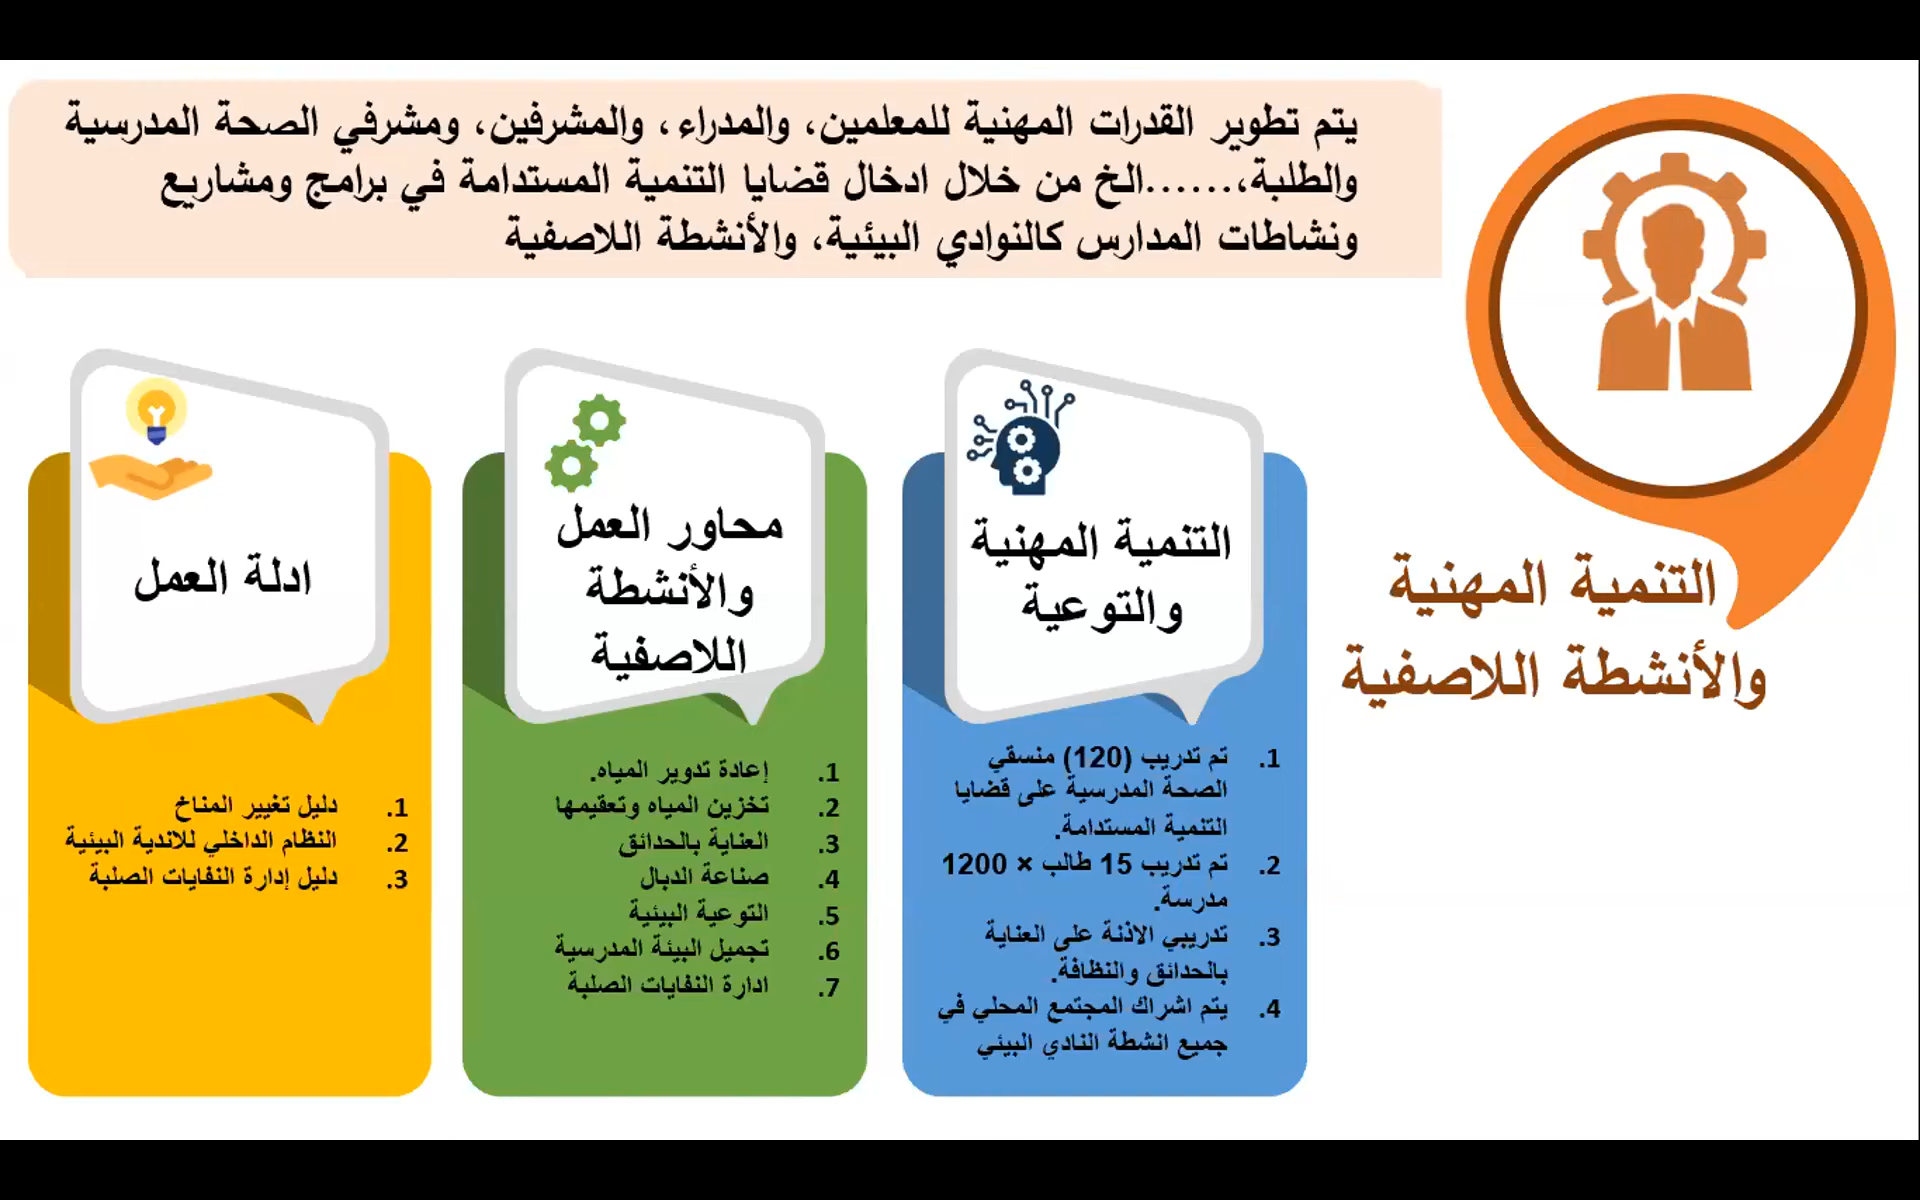 يتم تطوير القدرات المهنية للمعلمين، والمدراء، والمشرفين، ومشرفي الصحة المدرسية
والطلبة،......الخ من خلال ادخال قضايا التنمية المستدامة في برامج ومشاريع
ونشاطات المدارس كالنوادي البيئية، والأنشطة اللاصفية
التنمية المهنية
والأنشطة اللاصفية
التنمية المهنية
والتوعية
1. تم تدريب (120) منسقي
الصحة المدرسية على قضايا
التنمية المستدامة.
2. تم تدريب 15 طالب × 1200
مدرسة.
3. تدريبي الاذنة على العناية
بالحدائق والنظافة.
4. يتم اشراك المجتمع المحلي في
جميع انشطة النادي البيئي
محاور العمل
والأنشطة
اللاصفية
1. إعادة تدوير المياه.
2. تخزين المياه وتعقيمها
3. العناية بالحدائق
4. صناعة الدبال
5. التوعية البيئية
6. تجميل البيئة المدرسية
7. ادارة النفايات الصلبة
ادلة العمل
1. دليل تغيير المناخ
2. النظام الداخلي للاندية البيئية
3. دليل إدارة النفايات الصلبة